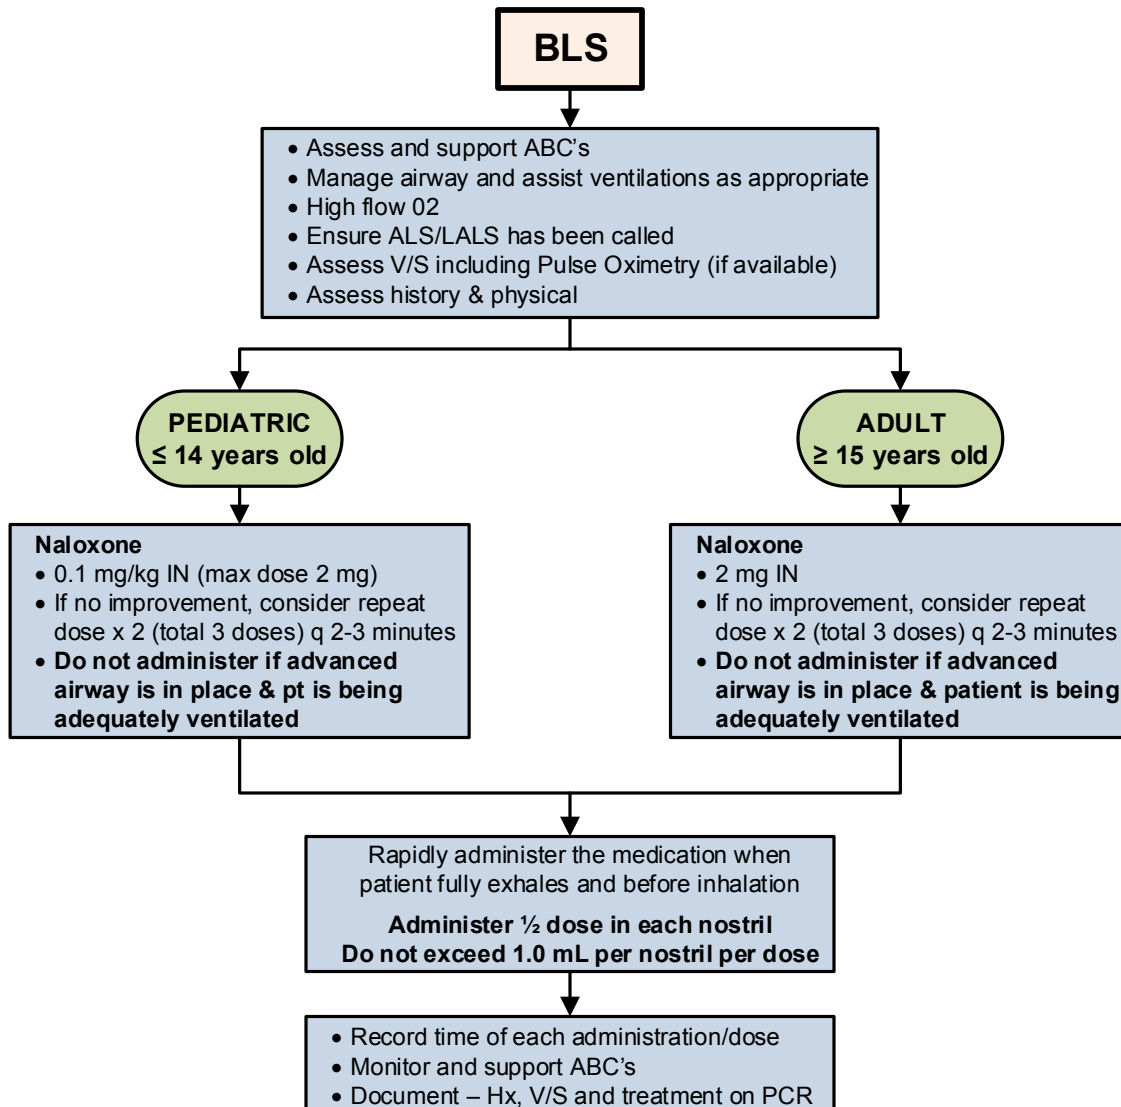 BLS
• Assess and support ABC's
• Manage airway and assist ventilations as appropriate
• High flow 02
• Ensure ALS/LALS has been called
• Assess V/S including Pulse Oximetry (if available)
• Assess history & physical
PEDIATRIC
≤ 14 years old
ADULT
≥ 15 years old
Naloxone
• 0.1 mg/kg IN (max dose 2 mg)
• If no improvement, consider repeat
dose x 2 (total 3 doses) q 2-3 minutes
• Do not administer if advanced
airway is in place & pt is being
adequately ventilated
Naloxone
• 2 mg IN
• If no improvement, consider repeat
dose x 2 (total 3 doses) q 2-3 minutes
• Do not administer if advanced
airway is in place & patient is being
adequately ventilated
Rapidly administer the medication when
patient fully exhales and before inhalation
Administer ½ dose in each nostril
Do not exceed 1.0 mL per nostril per dose
• Record time of each administration/dose
• Monitor and support ABC's
• Document – Hx, V/S and treatment on PCR